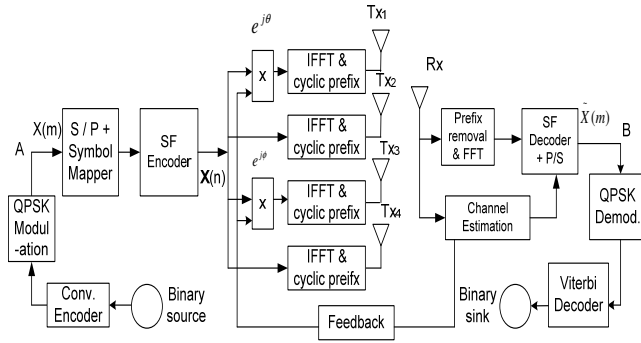 e^{jθ}
Tx1
X
IFFT &
cyclic prefix
Tx2
Rx
X(m)
S / P +
Symbol
Mapper
SF
Encoder
X(n)
IFFT &
cyclic prefix
Prefix
removal
& FFT
SF
Decoder
+ P/S
X̃(m)
A
B
Tx3
e^{jϕ}
X
IFFT &
cyclic prefix
Tx4
QPSK
Modul
-ation
Channel
Estimation
QPSK
Demod.
IFFT &
cyclic preifx
Conv.
Encoder
Binary
source
Feedback
Binary
sink
Viterbi
Decoder